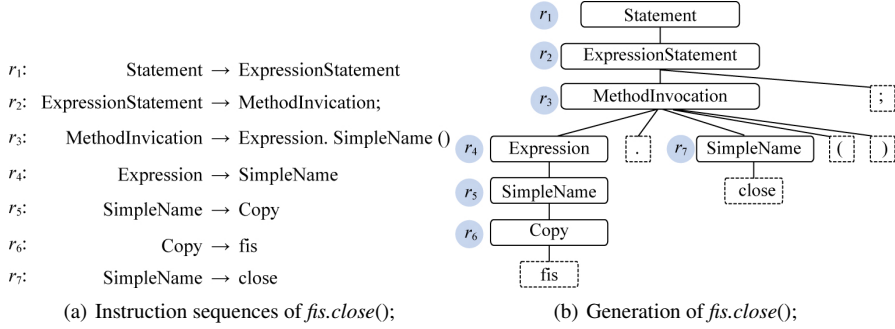 r1: Statement → ExpressionStatement
r2: ExpressionStatement → MethodInvication;
r3: MethodInvication → Expression. SimpleName ()
r4: Expression → SimpleName
r5: SimpleName → Copy
r6: Copy → fis
r7: SimpleName → close
(a) Instruction sequences of fis.close();
r1 Statement
r2 ExpressionStatement
r3 MethodInvocation ;
r4 Expression . r7 SimpleName ( )
r5 SimpleName close
r6 Copy
fis
(b) Generation of fis.close();